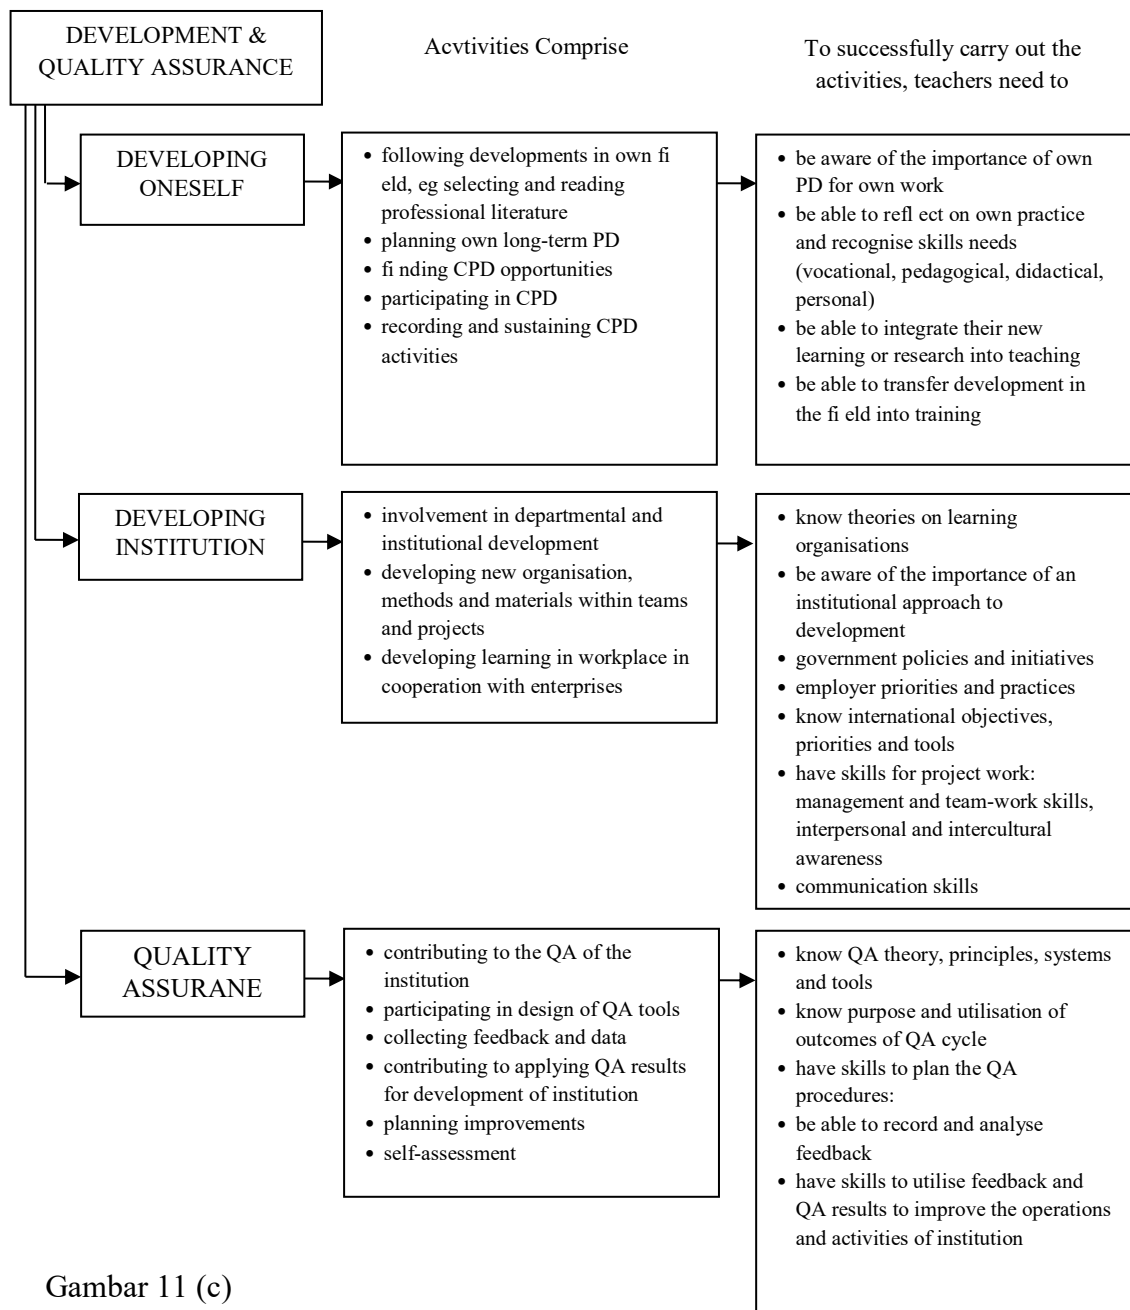 DEVELOPMENT &
QUALITY ASSURANCE
Acvtivities Comprise
To successfully carry out the
activities, teachers need to
DEVELOPING
ONESELF
• following developments in own fi
eld, eg selecting and reading
professional literature
• planning own long-term PD
• fi nding CPD opportunities
• participating in CPD
• recording and sustaining CPD
activities
• be aware of the importance of own
PD for own work
• be able to refl ect on own practice
and recognise skills needs
(vocational, pedagogical, didactical,
personal)
• be able to integrate their new
learning or research into teaching
• be able to transfer development in
the fi eld into training
DEVELOPING
INSTITUTION
• involvement in departmental and
institutional development
• developing new organisation,
methods and materials within teams
and projects
• developing learning in workplace in
cooperation with enterprises
• know theories on learning
organisations
• be aware of the importance of an
institutional approach to
development
• government policies and initiatives
• employer priorities and practices
• know international objectives,
priorities and tools
• have skills for project work:
management and team-work skills,
interpersonal and intercultural
awareness
• communication skills
QUALITY
ASSURANE
• contributing to the QA of the
institution
• participating in design of QA tools
• collecting feedback and data
• contributing to applying QA results
for development of institution
• planning improvements
• self-assessment
• know QA theory, principles, systems
and tools
• know purpose and utilisation of
outcomes of QA cycle
• have skills to plan the QA
procedures:
• be able to record and analyse
feedback
• have skills to utilise feedback and
QA results to improve the operations
and activities of institution
Gambar 11 (c)